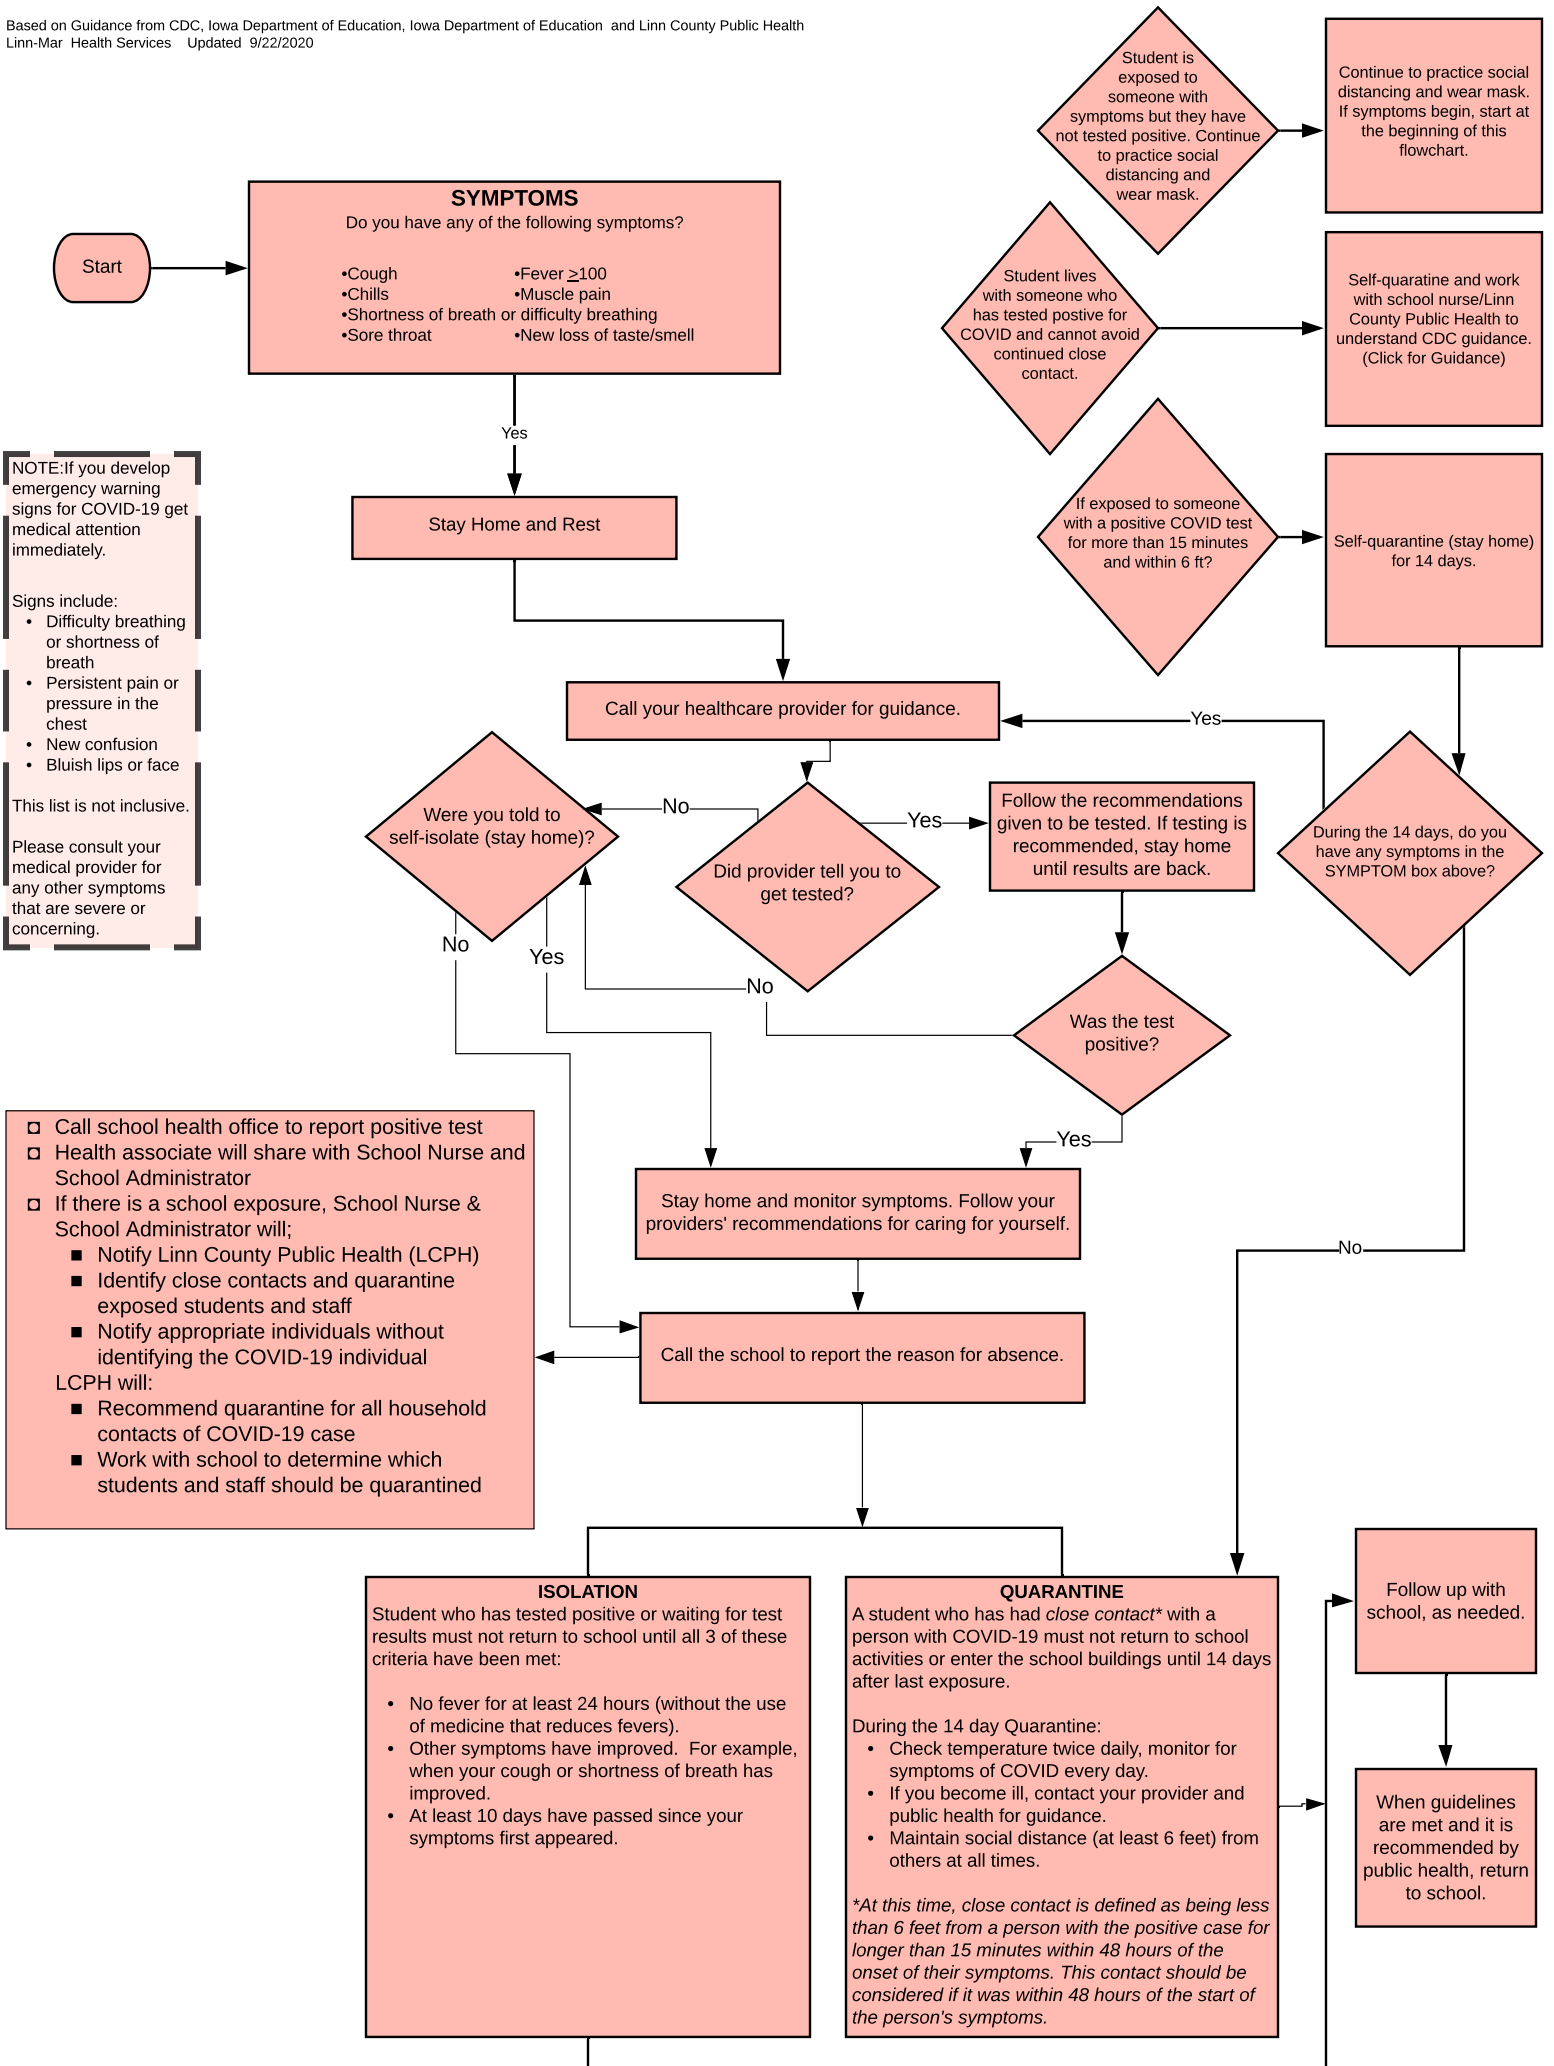 Based on Guidance from CDC, Iowa Department of Education, Iowa Department of Education  and Linn County Public Health
Linn-Mar  Health Services    Updated  9/22/2020
Student is
exposed to
someone with
symptoms but they have
not tested positive. Continue
to practice social
distancing and
wear mask.
Continue to practice social
distancing and wear mask.
If symptoms begin, start at
the beginning of this
flowchart.
Start
SYMPTOMS
Do you have any of the following symptoms?
•Cough •Fever >100
•Chills •Muscle pain
•Shortness of breath or difficulty breathing
•Sore throat •New loss of taste/smell
Student lives
with someone who
has tested postive for
COVID and cannot avoid
continued close
contact.
Self-quaratine and work
with school nurse/Linn
County Public Health to
understand CDC guidance.
(Click for Guidance)
Yes
NOTE:If you develop
emergency warning
signs for COVID-19 get
medical attention
immediately.
Signs include:
• Difficulty breathing
or shortness of
breath
• Persistent pain or
pressure in the
chest
• New confusion
• Bluish lips or face
This list is not inclusive.
Please consult your
medical provider for
any other symptoms
that are severe or
concerning.
Stay Home and Rest
If exposed to someone
with a positive COVID test
for more than 15 minutes
and within 6 ft?
Self-quarantine (stay home)
for 14 days.
Call your healthcare provider for guidance.
Yes
Were you told to
self-isolate (stay home)?
No
Did provider tell you to
get tested?
Yes
Follow the recommendations
given to be tested. If testing is
recommended, stay home
until results are back.
During the 14 days, do you
have any symptoms in the
SYMPTOM box above?
No
Yes
No
Was the test
positive?
Yes
◘ Call school health office to report positive test
◘ Health associate will share with School Nurse and
School Administrator
◘ If there is a school exposure, School Nurse &
School Administrator will;
■ Notify Linn County Public Health (LCPH)
■ Identify close contacts and quarantine
exposed students and staff
■ Notify appropriate individuals without
identifying the COVID-19 individual
LCPH will:
■ Recommend quarantine for all household
contacts of COVID-19 case
■ Work with school to determine which
students and staff should be quarantined
Stay home and monitor symptoms. Follow your
providers' recommendations for caring for yourself.
No
Call the school to report the reason for absence.
ISOLATION
Student who has tested positive or waiting for test
results must not return to school until all 3 of these
criteria have been met:
• No fever for at least 24 hours (without the use
of medicine that reduces fevers).
• Other symptoms have improved.  For example,
when your cough or shortness of breath has
improved.
• At least 10 days have passed since your
symptoms first appeared.
QUARANTINE
A student who has had close contact* with a
person with COVID-19 must not return to school
activities or enter the school buildings until 14 days
after last exposure.
During the 14 day Quarantine:
• Check temperature twice daily, monitor for
symptoms of COVID every day.
• If you become ill, contact your provider and
public health for guidance.
• Maintain social distance (at least 6 feet) from
others at all times.
*At this time, close contact is defined as being less
than 6 feet from a person with the positive case for
longer than 15 minutes within 48 hours of the
onset of their symptoms. This contact should be
considered if it was within 48 hours of the start of
the person's symptoms.
Follow up with
school, as needed.
When guidelines
are met and it is
recommended by
public health, return
to school.